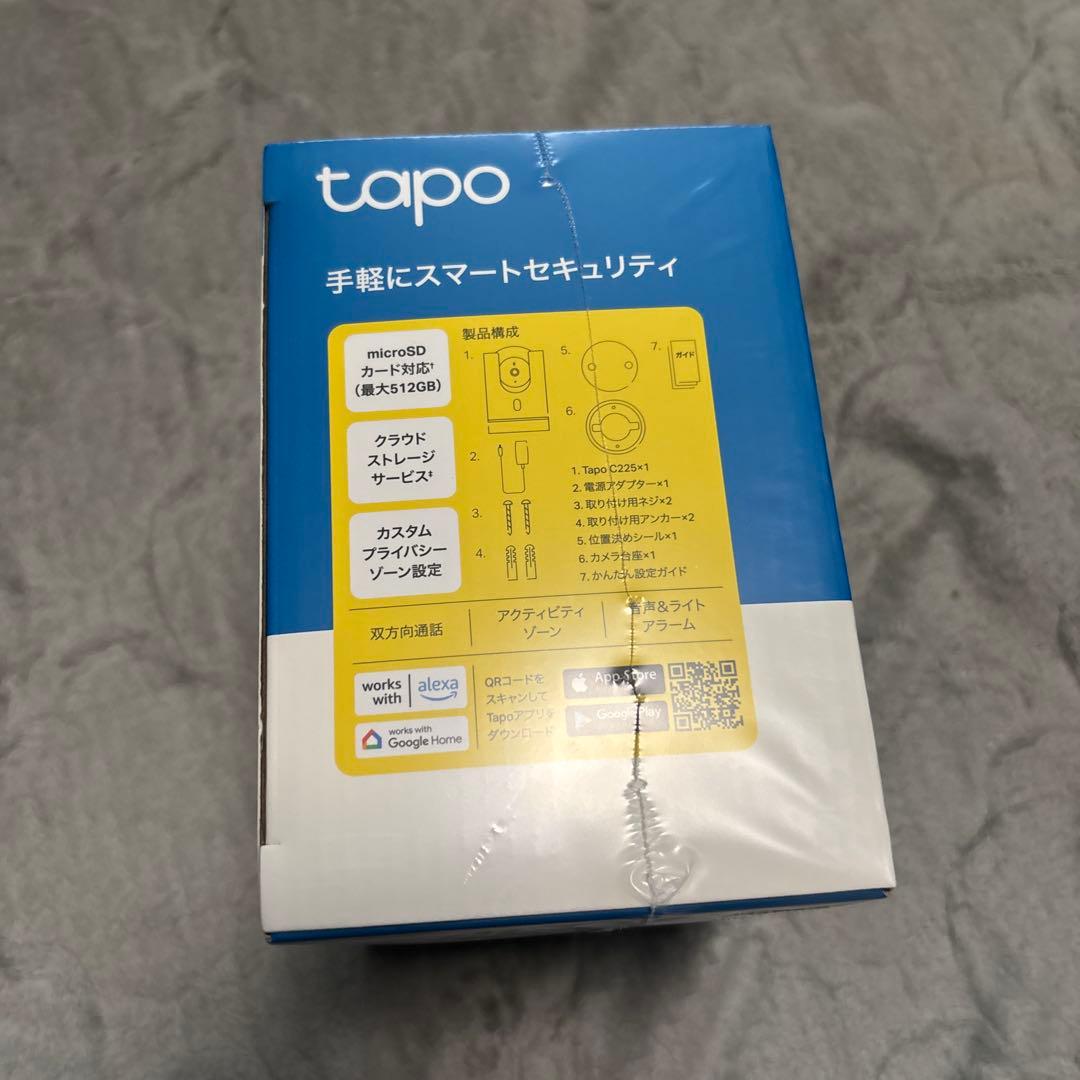 tapo
手軽にスマートセキュリティ
microSD
カード対応†
（最大512GB）
クラウド
ストレージ
サービス‡
カスタム
プライバシー
ゾーン設定
製品構成
1.
2.
3.
4.
5.
6.
7.
ガイド
1. Tapo C225×1
2. 電源アダプター×1
3. 取り付け用ネジ×2
4. 取り付け用アンカー×2
5. 位置決めシール×1
6. カメラ台座×1
7. かんたん設定ガイド
双方向通話
アクティビティ
ゾーン
音声&ライト
アラーム
works
with
alexa
works with
Google Home
QRコードを
スキャンして
Tapoアプリを
ダウンロード
App Store
Google Play